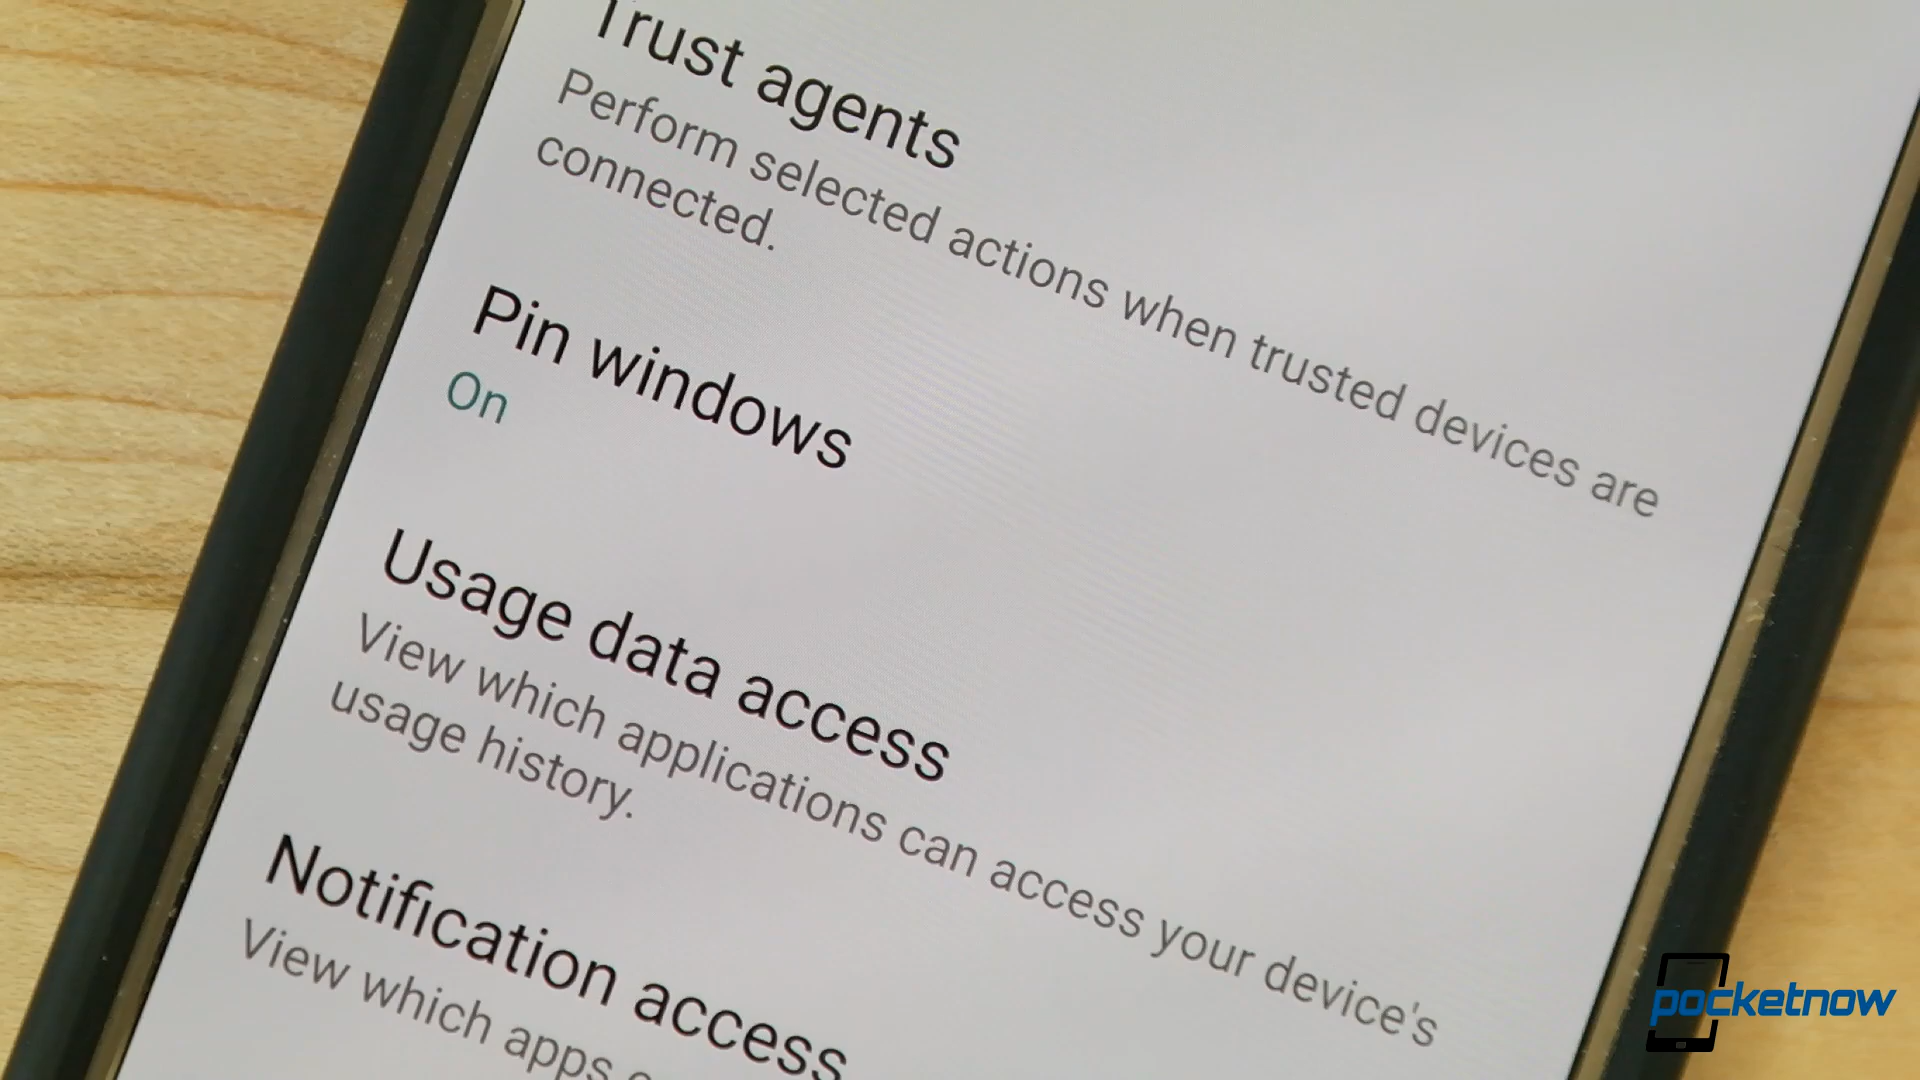 Trust agents
Perform selected actions when trusted devices are
connected.
Pin windows
On
Usage data access
View which applications can access your device's
usage history.
Notification access
View which apps
pocketnow